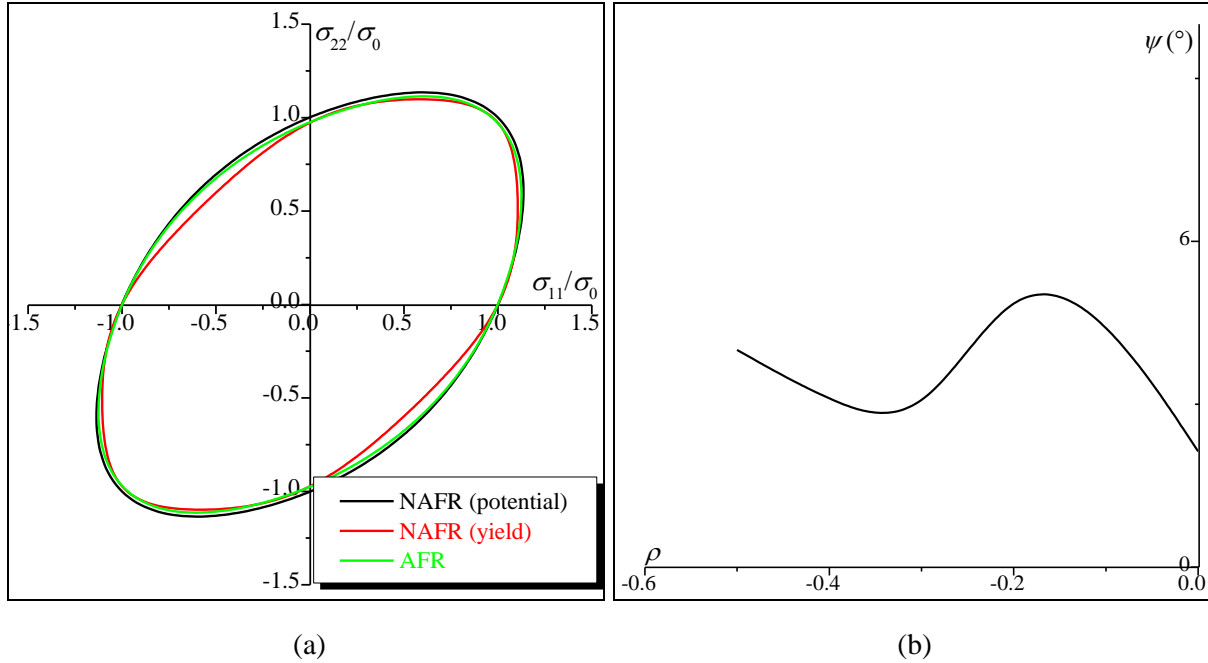 1.5
σ22/σ0
1.0
0.5
σ11/σ0
0.0
-1.5 -1.0 -0.5 0.0 0.5 1.0 1.5
-0.5
-1.0
-1.5
NAFR (potential)
NAFR (yield)
AFR
(a)
ψ(°)
6
0
ρ
-0.6 -0.4 -0.2 0.0
(b)